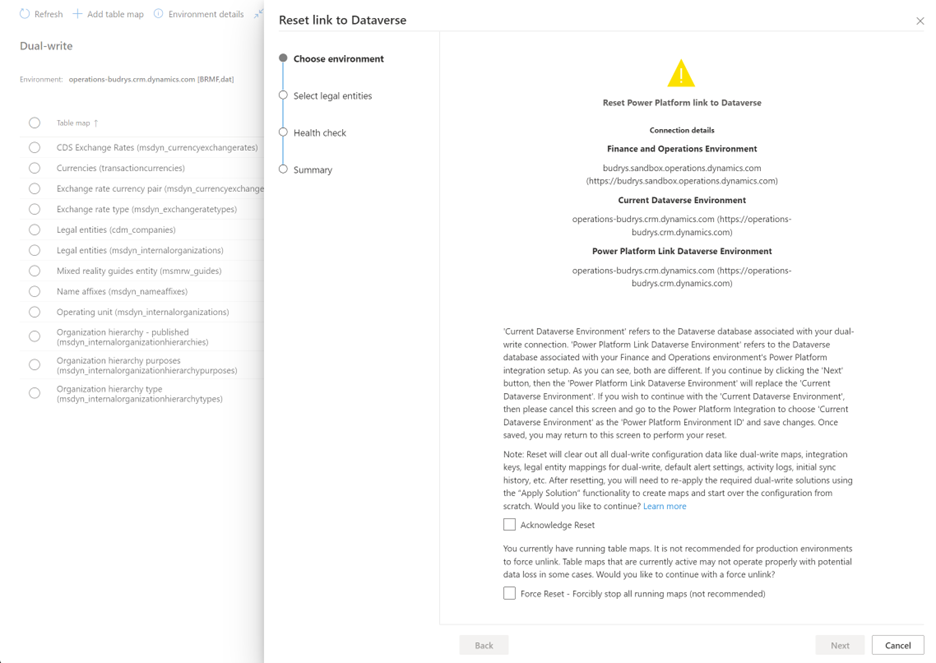 Refresh
Add table map
Environment details
Dual-write
Environment: operations-budrys.crm.dynamics.com [BRMF,dat]
Table map ↑
CDS Exchange Rates (msdyn_currencyexchangerates)
Currencies (transactioncurrencies)
Exchange rate currency pair (msdyn_currencyexchange
Exchange rate type (msdyn_exchangeratetypes)
Legal entities (cdm_companies)
Legal entities (msdyn_internalorganizations)
Mixed reality guides entity (msmrw_guides)
Name affixes (msdyn_nameaffixes)
Operating unit (msdyn_internalorganizations)
Organization hierarchy - published
(msdyn_internalorganizationhierarchies)
Organization hierarchy purposes
(msdyn_internalorganizationhierarchypurposes)
Organization hierarchy type
(msdyn_internalorganizationhierarchytypes)
Reset link to Dataverse
Choose environment
Select legal entities
Health check
Summary
Reset Power Platform link to Dataverse
Connection details
Finance and Operations Environment
budrys.sandbox.operations.dynamics.com
(https://budrys.sandbox.operations.dynamics.com)
Current Dataverse Environment
operations-budrys.crm.dynamics.com (https://operations-
budrys.crm.dynamics.com)
Power Platform Link Dataverse Environment
operations-budrys.crm.dynamics.com (https://operations-
budrys.crm.dynamics.com)
'Current Dataverse Environment' refers to the Dataverse database associated with your dual-
write connection. 'Power Platform Link Dataverse Environment' refers to the Dataverse
database associated with your Finance and Operations environment's Power Platform
integration setup. As you can see, both are different. If you continue by clicking the 'Next'
button, then the 'Power Platform Link Dataverse Environment' will replace the 'Current
Dataverse Environment'. If you wish to continue with the 'Current Dataverse Environment',
then please cancel this screen and go to the Power Platform Integration to choose 'Current
Dataverse Environment' as the 'Power Platform Environment ID' and save changes. Once
saved, you may return to this screen to perform your reset.
Note: Reset will clear out all dual-write configuration data like dual-write maps, integration
keys, legal entity mappings for dual-write, default alert settings, activity logs, initial sync
history, etc. After resetting, you will need to re-apply the required dual-write solutions using
the "Apply Solution" functionality to create maps and start over the configuration from
scratch. Would you like to continue? Learn more
Acknowledge Reset
You currently have running table maps. It is not recommended for production environments
to force unlink. Table maps that are currently active may not operate properly with potential
data loss in some cases. Would you like to continue with a force unlink?
Force Reset - Forcibly stop all running maps (not recommended)
Back
Next
Cancel